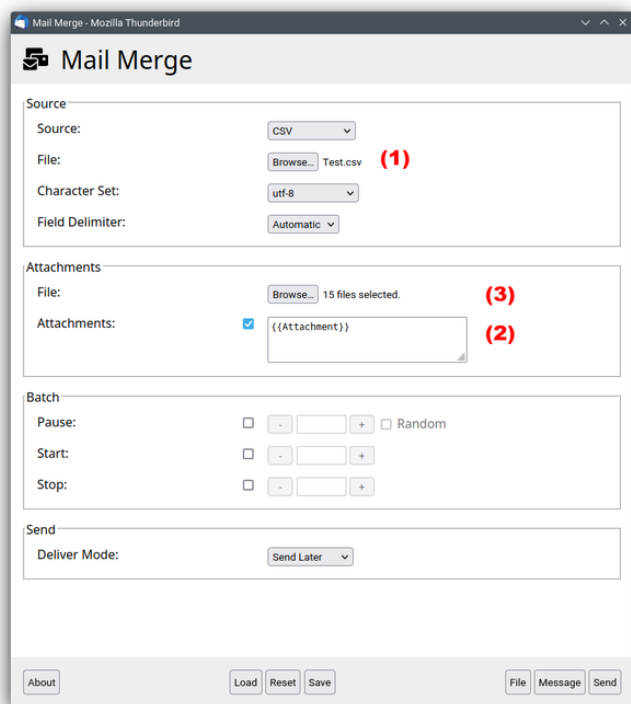 Mail Merge - Mozilla Thunderbird
Mail Merge
Source
Source: CSV
File: Browse... Test.csv (1)
Character Set: utf-8
Field Delimiter: Automatic
Attachments
File: Browse... 15 files selected. (3)
Attachments: {{Attachment}} (2)
Batch
Pause: - + Random
Start: - +
Stop: - +
Send
Deliver Mode: Send Later
About Load Reset Save File Message Send